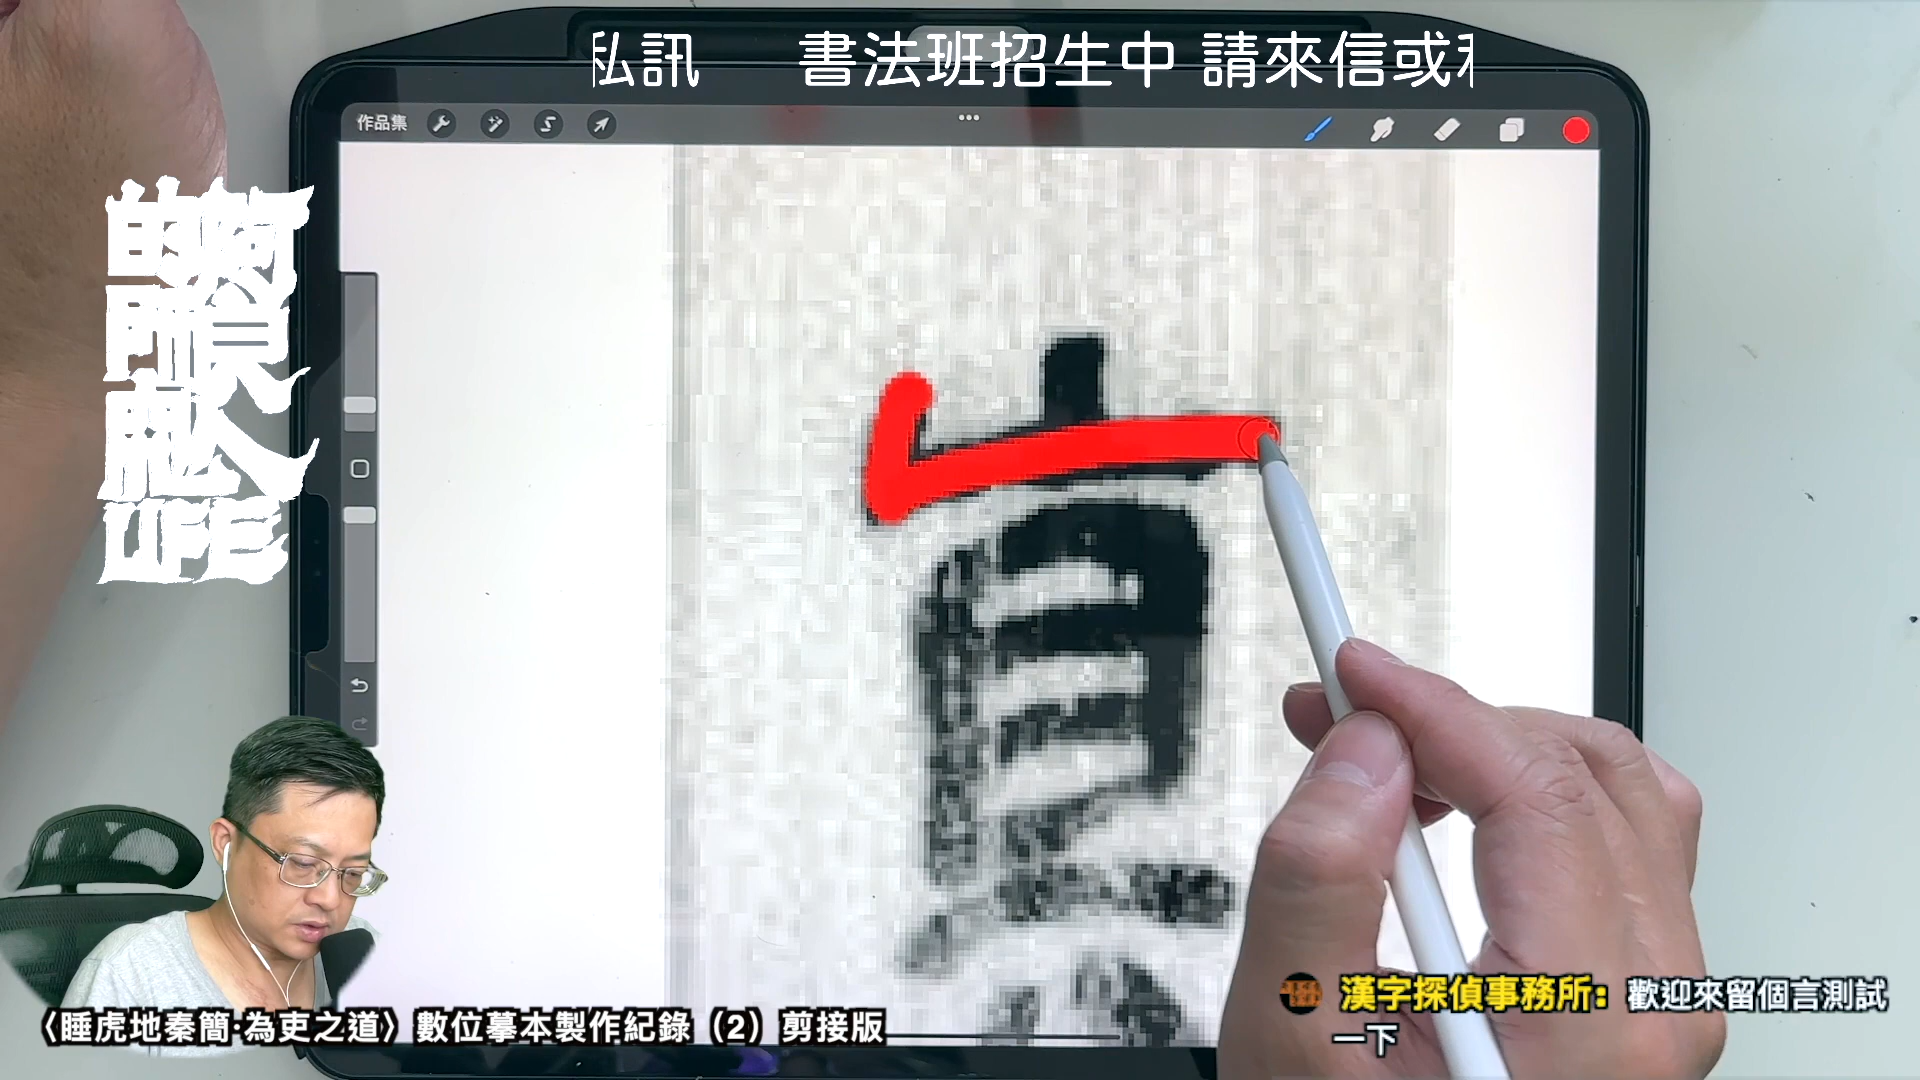 私訊 書法班招生中 請來信或私
作品集
漢字探偵事務所：歡迎來留個言測試
一下
〈睡虎地秦簡·為吏之道〉數位摹本製作紀錄（2）剪接版